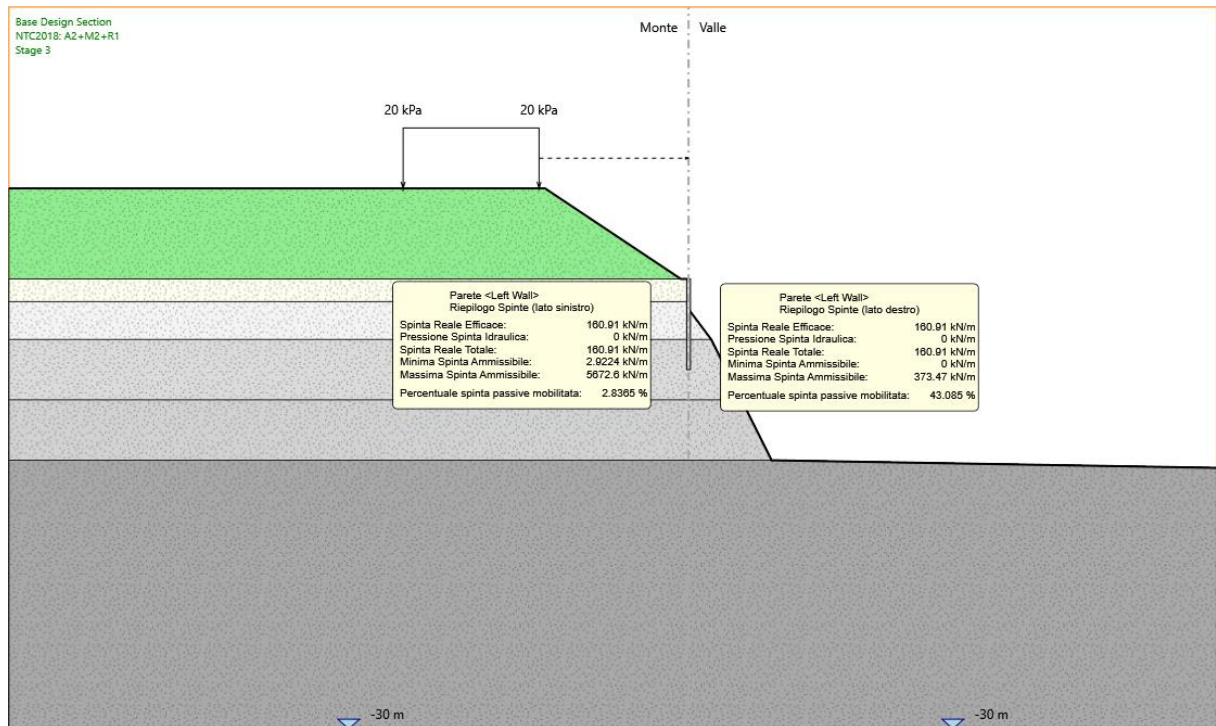 Base Design Section
NTC2018: A2+M2+R1
Stage 3
Monte
Valle
20 kPa
20 kPa
Parete <Left Wall>
Riepilogo Spinte (lato sinistro)
Spinta Reale Efficace: 160.91 kN/m
Pressione Spinta Idraulica: 0 kN/m
Spinta Reale Totale: 160.91 kN/m
Minima Spinta Ammissibile: 2.9224 kN/m
Massima Spinta Ammissibile: 5672.6 kN/m
Percentuale spinta passive mobilitata: 2.8365 %
Parete <Left Wall>
Riepilogo Spinte (lato destro)
Spinta Reale Efficace: 160.91 kN/m
Pressione Spinta Idraulica: 0 kN/m
Spinta Reale Totale: 160.91 kN/m
Minima Spinta Ammissibile: 0 kN/m
Massima Spinta Ammissibile: 373.47 kN/m
Percentuale spinta passive mobilitata: 43.085 %
-30 m
-30 m